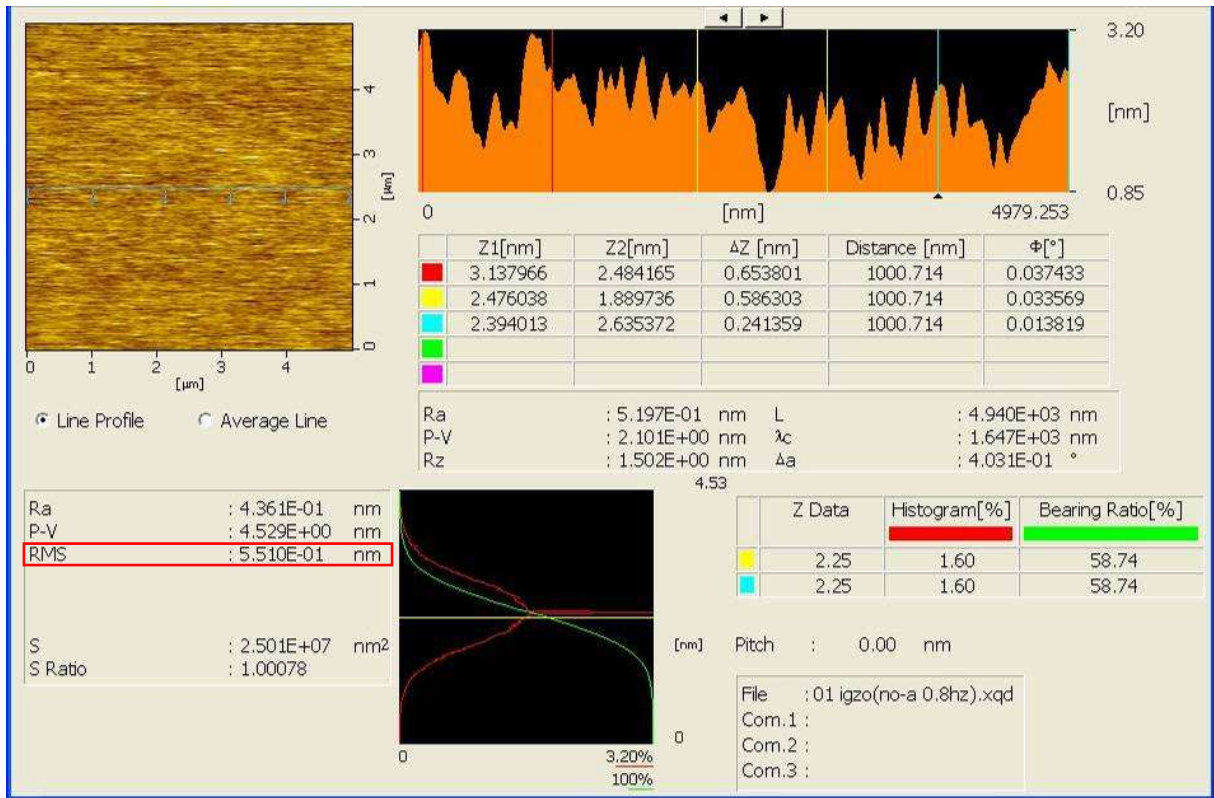 3.20
[nm]
0.85
0 [nm] 4979.253
4
3
2
1
0
[μm]
0 1 2 3 4
[μm]
Z1[nm] Z2[nm] ΔZ [nm] Distance [nm] Φ[°]
3.137966 2.484165 0.653801 1000.714 0.037433
2.476038 1.889736 0.586303 1000.714 0.033569
2.394013 2.635372 0.241359 1000.714 0.013819
Line Profile Average Line
Ra : 5.197E-01 nm L : 4.940E+03 nm
P-V : 2.101E+00 nm λc : 1.647E+03 nm
Rz : 1.502E+00 nm Δa : 4.031E-01 °
Ra : 4.361E-01 nm
P-V : 4.529E+00 nm
RMS : 5.510E-01 nm
S : 2.501E+07 nm2
S Ratio : 1.00078
4.53
[nm]
0
0 3.20%
100%
Z Data Histogram[%] Bearing Ratio[%]
2.25 1.60 58.74
2.25 1.60 58.74
Pitch : 0.00 nm
File :01 igzo(no-a 0.8hz).xqd
Com.1 :
Com.2 :
Com.3 :